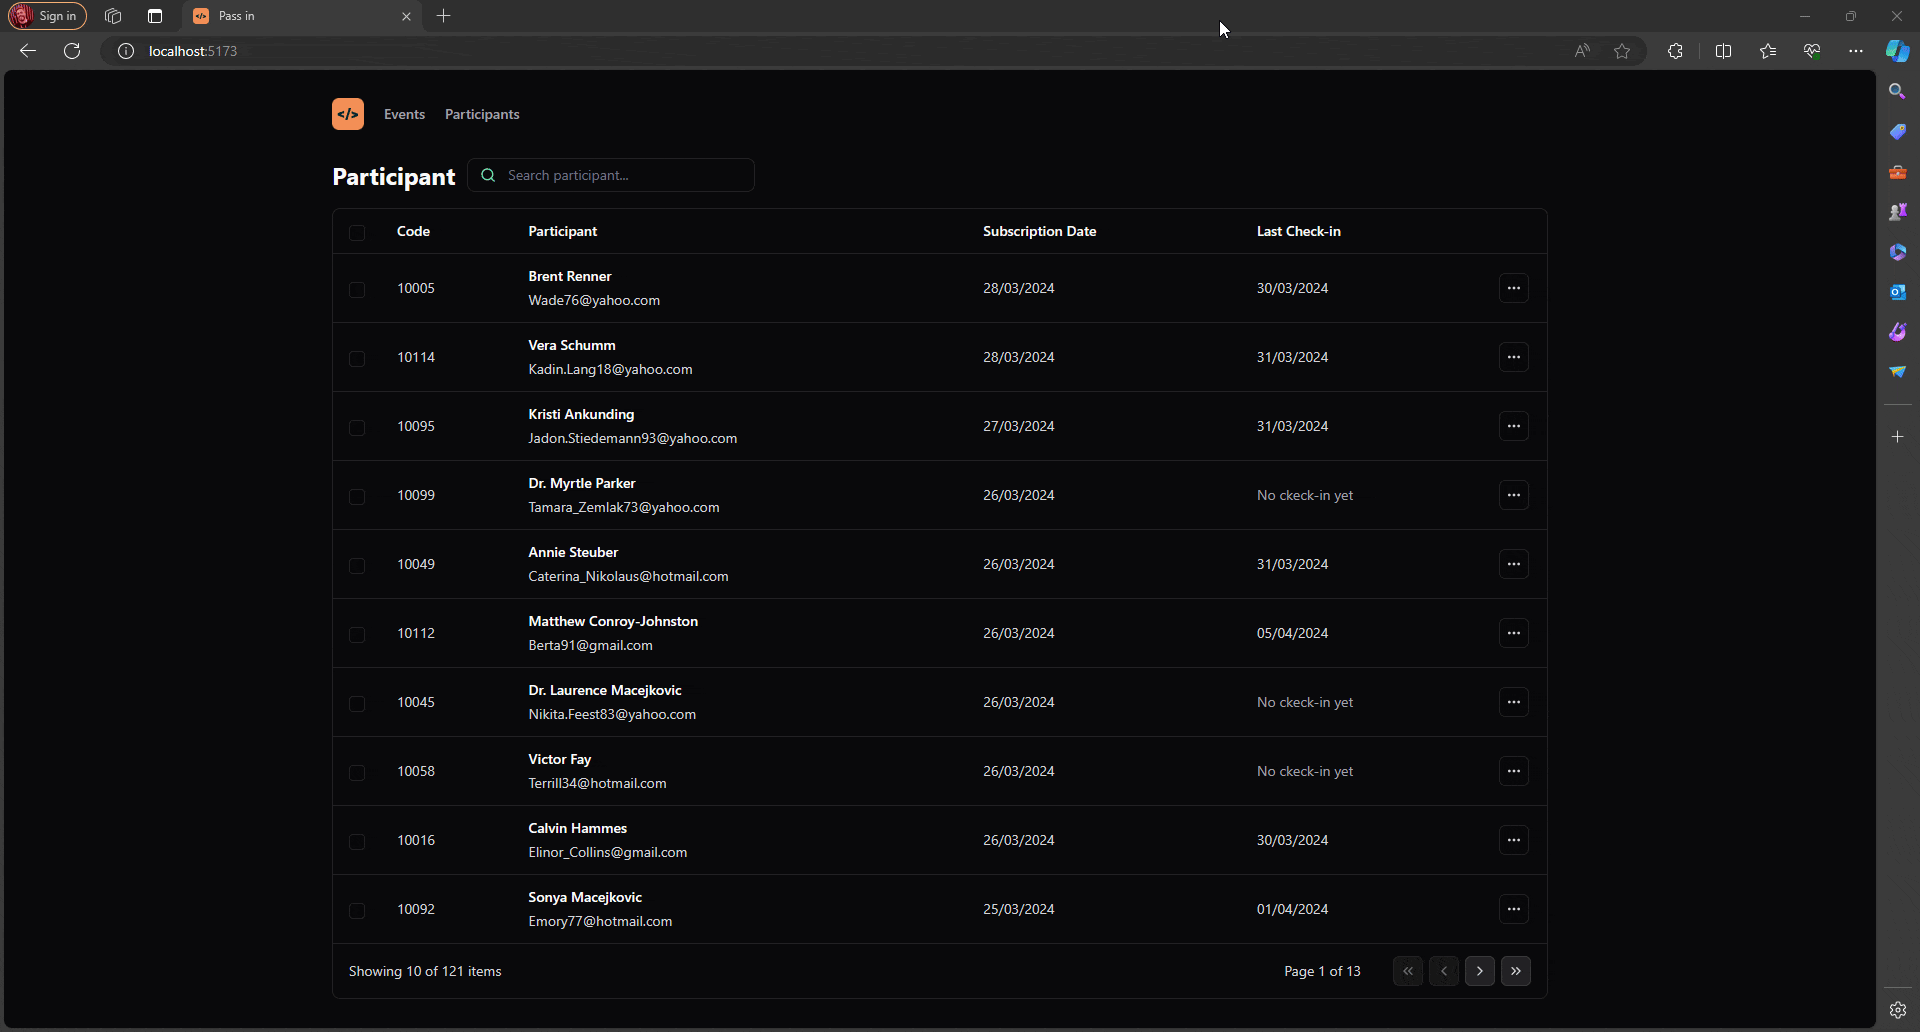 Sign in
Pass in
localhost:5173
</> Events Participants
Participant Search participant...
Code Participant Subscription Date Last Check-in
Brent Renner
10005 28/03/2024 30/03/2024
Wade76@yahoo.com
Vera Schumm
10114 28/03/2024 31/03/2024
Kadin.Lang18@yahoo.com
Kristi Ankunding
10095 27/03/2024 31/03/2024
Jadon.Stiedemann93@yahoo.com
Dr. Myrtle Parker
10099 26/03/2024 No ckeck-in yet
Tamara_Zemlak73@yahoo.com
Annie Steuber
10049 26/03/2024 31/03/2024
Caterina_Nikolaus@hotmail.com
Matthew Conroy-Johnston
10112 26/03/2024 05/04/2024
Berta91@gmail.com
Dr. Laurence Macejkovic
10045 26/03/2024 No ckeck-in yet
Nikita.Feest83@yahoo.com
Victor Fay
10058 26/03/2024 No ckeck-in yet
Terrill34@hotmail.com
Calvin Hammes
10016 26/03/2024 30/03/2024
Elinor_Collins@gmail.com
Sonya Macejkovic
10092 25/03/2024 01/04/2024
Emory77@hotmail.com
Showing 10 of 121 items Page 1 of 13